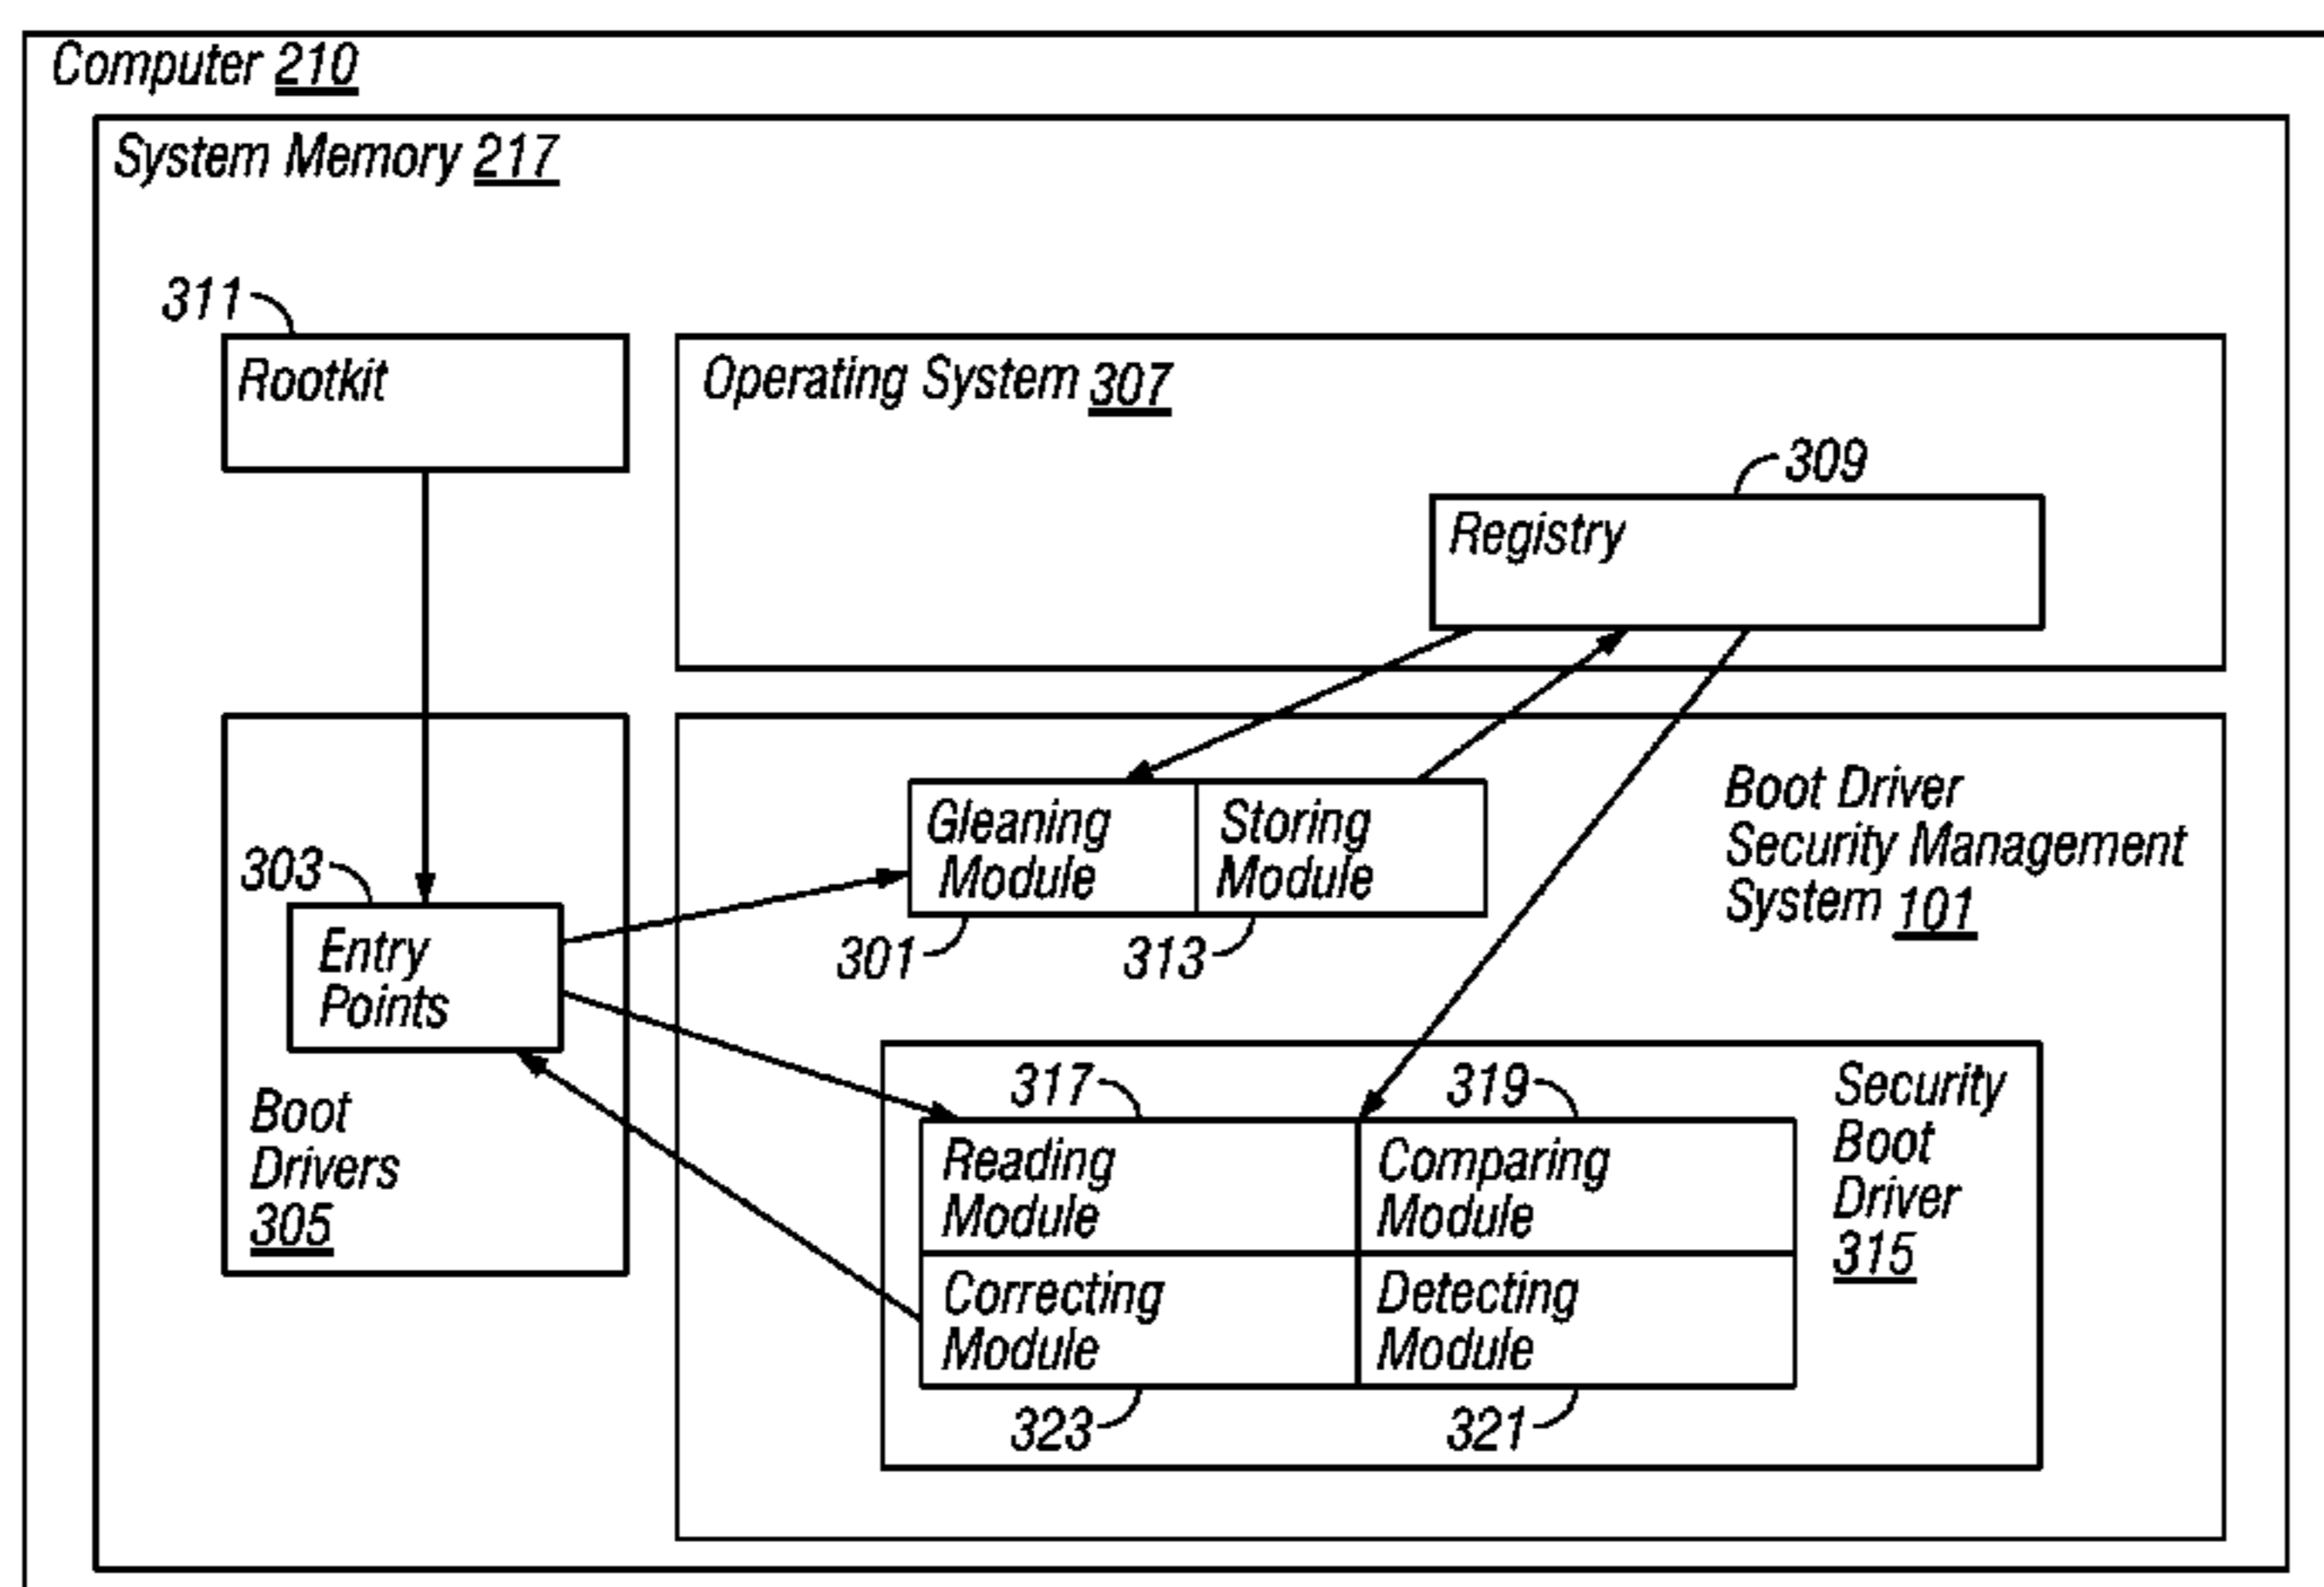 Computer 210
System Memory 217
311
Rootkit
Operating System 307
309
Registry
303
Entry
Points
Boot
Drivers
305
Gleaning
Module
Storing
Module
301
313
Boot Driver
Security Management
System 101
317
319
Reading
Module
Comparing
Module
Correcting
Module
Detecting
Module
323
321
Security
Boot
Driver
315